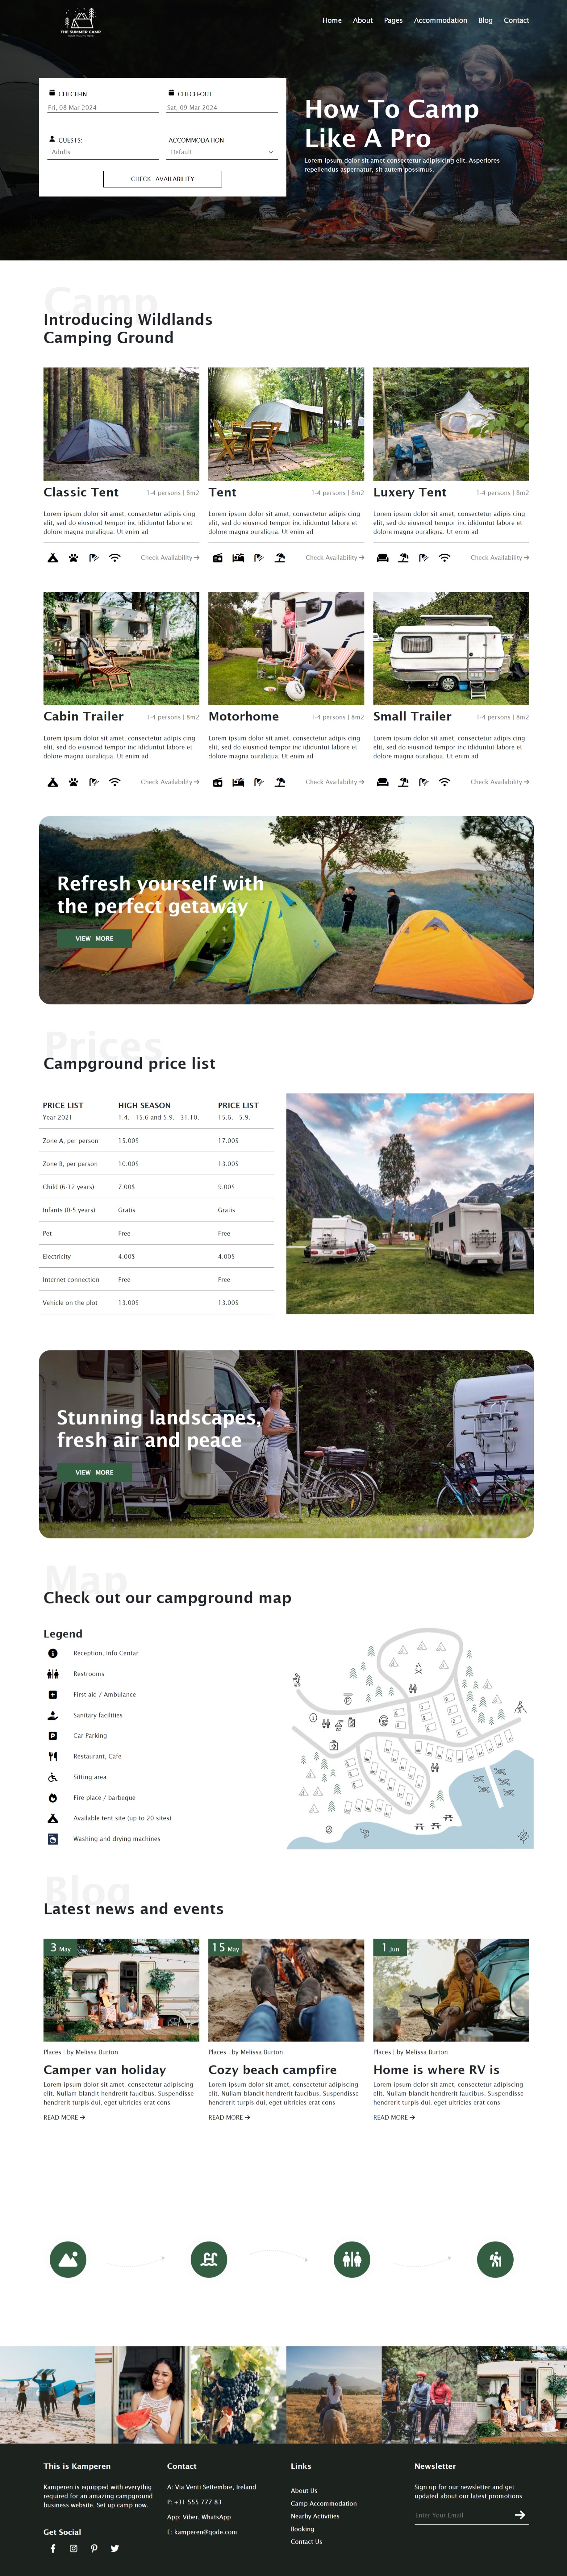 THE SUMMER CAMP
Home About Pages Accommodation Blog Contact
CHECH-IN CHECH-OUT
Fri, 08 Mar 2024 Sat, 09 Mar 2024
GUESTS: ACCOMMODATION
Adults Default
CHECK AVAILABILITY
How To Camp
Like A Pro
Lorem ipsum dolor sit amet consectetur adipisicing elit. Asperiores
repellendus aspernatur, sit autem possimus.
Camp
Introducing Wildlands
Camping Ground
Classic Tent 1-4 persons | 8m2
Lorem ipsum dolor sit amet, consectetur adipis cing
elit, sed do eiusmod tempor inc ididuntut labore et
dolore magna ouraliqua. Ut enim ad
Check Availability
Tent 1-4 persons | 8m2
Lorem ipsum dolor sit amet, consectetur adipis cing
elit, sed do eiusmod tempor inc ididuntut labore et
dolore magna ouraliqua. Ut enim ad
Check Availability
Luxery Tent 1-4 persons | 8m2
Lorem ipsum dolor sit amet, consectetur adipis cing
elit, sed do eiusmod tempor inc ididuntut labore et
dolore magna ouraliqua. Ut enim ad
Check Availability
Cabin Trailer 1-4 persons | 8m2
Lorem ipsum dolor sit amet, consectetur adipis cing
elit, sed do eiusmod tempor inc ididuntut labore et
dolore magna ouraliqua. Ut enim ad
Check Availability
Motorhome 1-4 persons | 8m2
Lorem ipsum dolor sit amet, consectetur adipis cing
elit, sed do eiusmod tempor inc ididuntut labore et
dolore magna ouraliqua. Ut enim ad
Check Availability
Small Trailer 1-4 persons | 8m2
Lorem ipsum dolor sit amet, consectetur adipis cing
elit, sed do eiusmod tempor inc ididuntut labore et
dolore magna ouraliqua. Ut enim ad
Check Availability
Refresh yourself with
the perfect getaway
VIEW MORE
Prices
Campground price list
PRICE LIST HIGH SEASON PRICE LIST
Year 2021 1.4. - 15.6 and 5.9. - 31.10. 15.6. - 5.9.
Zone A, per person 15.00$ 17.00$
Zone B, per person 10.00$ 13.00$
Child (6-12 years) 7.00$ 9.00$
Infants (0-5 years) Gratis Gratis
Pet Free Free
Electricity 4.00$ 4.00$
Internet connection Free Free
Vehicle on the plot 13.00$ 13.00$
Stunning landscapes,
fresh air and peace
VIEW MORE
Map
Check out our campground map
Legend
Reception, Info Centar
Restrooms
First aid / Ambulance
Sanitary facilities
Car Parking
Restaurant, Cafe
Sitting area
Fire place / barbeque
Available tent site (up to 20 sites)
Washing and drying machines
Blog
Latest news and events
3 May
Places | by Melissa Burton
Camper van holiday
Lorem ipsum dolor sit amet, consectetur adipiscing
elit. Nullam blandit hendrerit faucibus. Suspendisse
hendrerit turpis dui, eget ultricies erat cons
READ MORE
15 May
Places | by Melissa Burton
Cozy beach campfire
Lorem ipsum dolor sit amet, consectetur adipiscing
elit. Nullam blandit hendrerit faucibus. Suspendisse
hendrerit turpis dui, eget ultricies erat cons
READ MORE
1 Jun
Places | by Melissa Burton
Home is where RV is
Lorem ipsum dolor sit amet, consectetur adipiscing
elit. Nullam blandit hendrerit faucibus. Suspendisse
hendrerit turpis dui, eget ultricies erat cons
READ MORE
This is Kamperen
Kamperen is equipped with everythig
required for an amazing campground
business website. Set up camp now.
Get Social
Contact
A: Via Venti Settembre, Ireland
P: +31 555 777 83
App: Viber, WhatsApp
E: kamperen@qode.com
Links
About Us
Camp Accommodation
Nearby Activities
Booking
Contact Us
Newsletter
Sign up for our newsletter and get
updated about our latest promotions
Enter Your Email